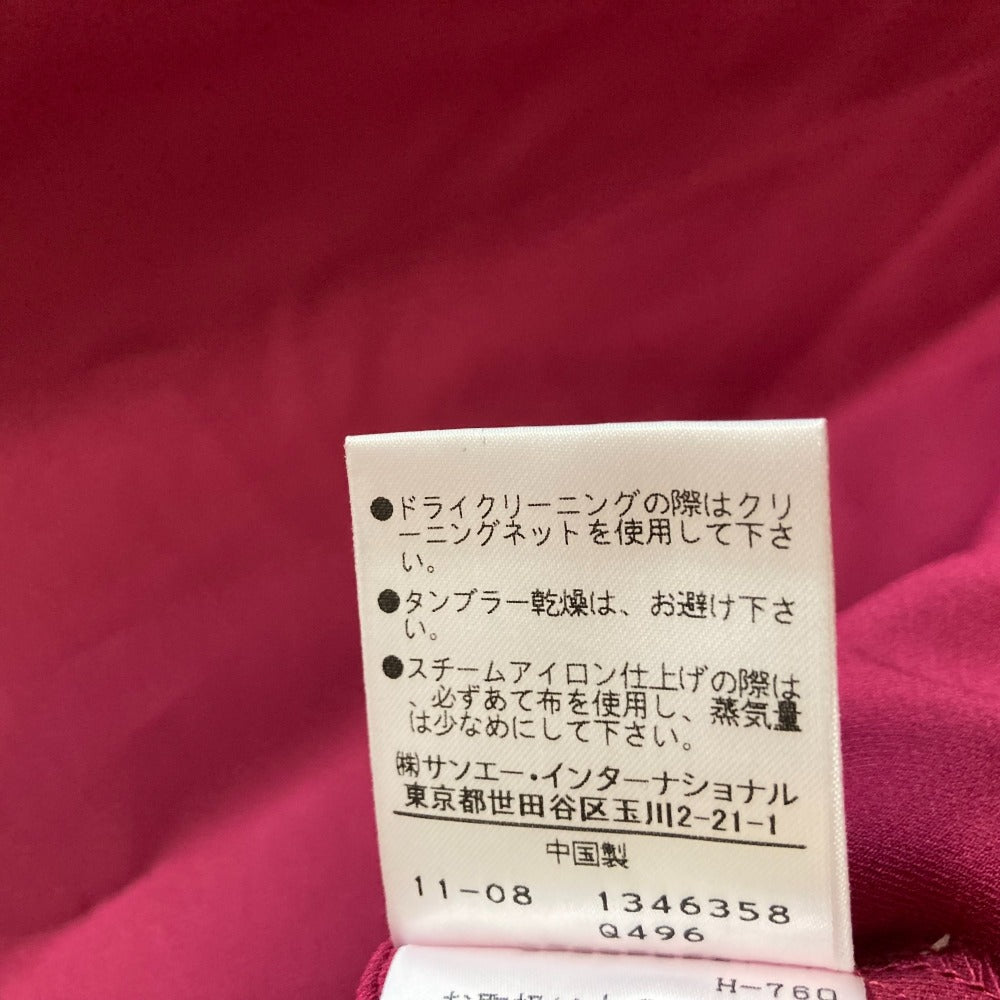 ●ドライクリーニングの際はクリ
ーニングネットを使用して下さ
い。
●タンブラー乾燥は、お避け下さ
い。
●スチームアイロン仕上げの際は
、必ずあて布を使用し、蒸気量
は少なめにして下さい。
㈱サンエー・インターナショナル
東京都世田谷区玉川2-21-1
中国製
11-08 1346358
Q496
H-760